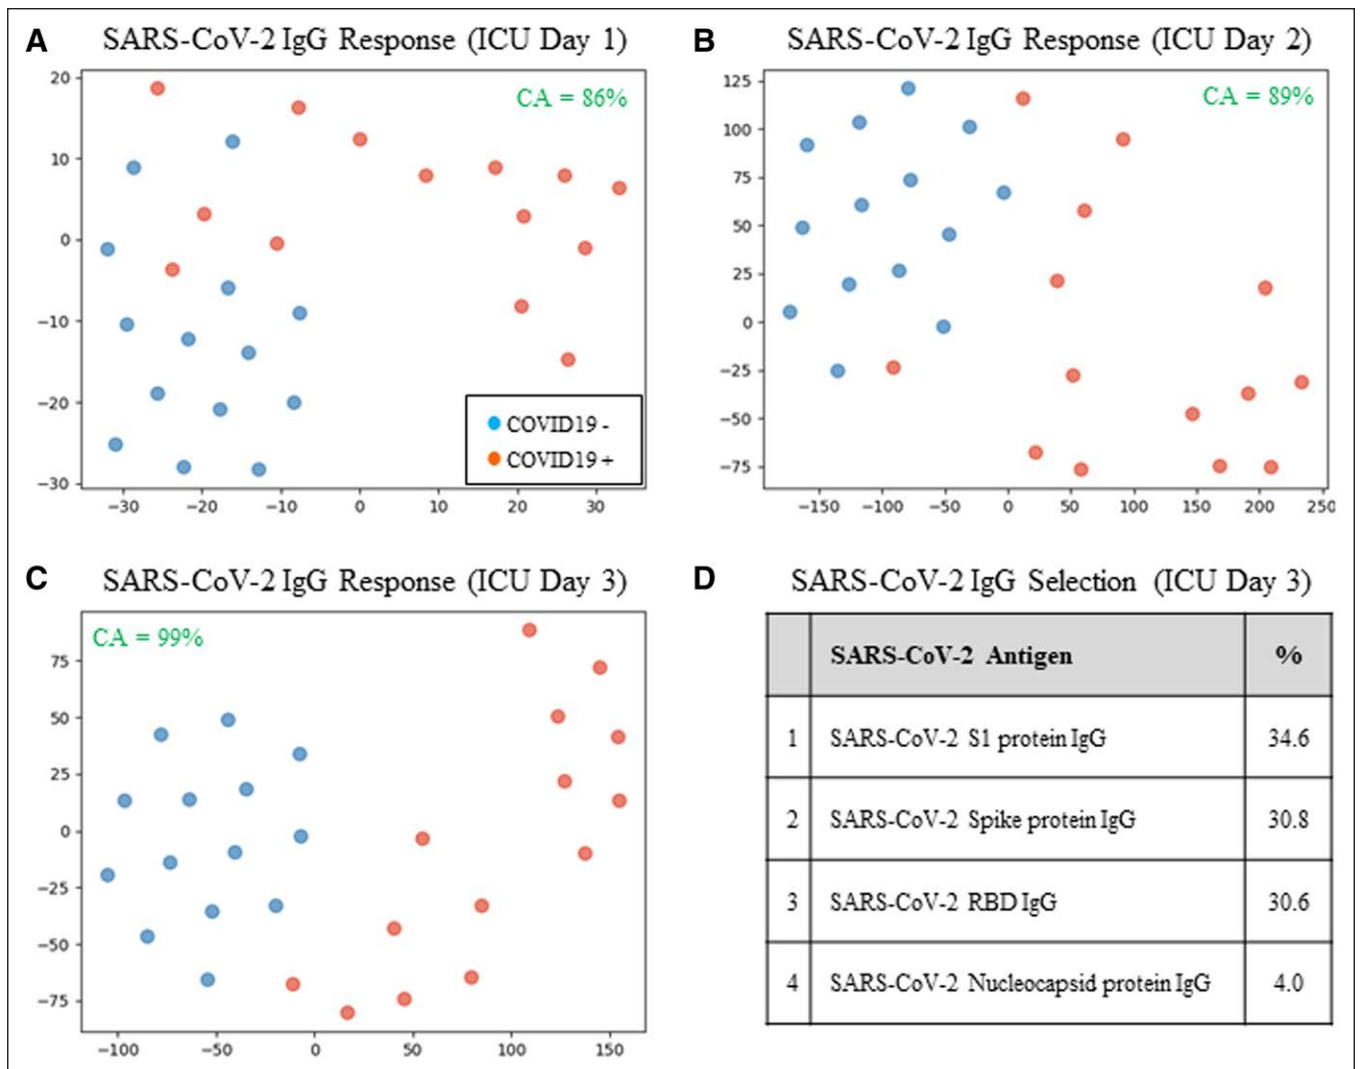 A SARS-CoV-2 IgG Response (ICU Day 1)
CA = 86%
20
10
0
−10
−20
−30
−30 −20 −10 0 10 20 30
COVID19 -
COVID19 +
B SARS-CoV-2 IgG Response (ICU Day 2)
CA = 89%
125
100
75
50
25
0
−25
−50
−75
−150 −100 −50 0 50 100 150 200 250
C SARS-CoV-2 IgG Response (ICU Day 3)
CA = 99%
75
50
25
0
−25
−50
−75
−100 −50 0 50 100 150
D SARS-CoV-2 IgG Selection (ICU Day 3)
SARS-CoV-2 Antigen %
1 SARS-CoV-2 S1 protein IgG 34.6
2 SARS-CoV-2 Spike protein IgG 30.8
3 SARS-CoV-2 RBD IgG 30.6
4 SARS-CoV-2 Nucleocapsid protein IgG 4.0